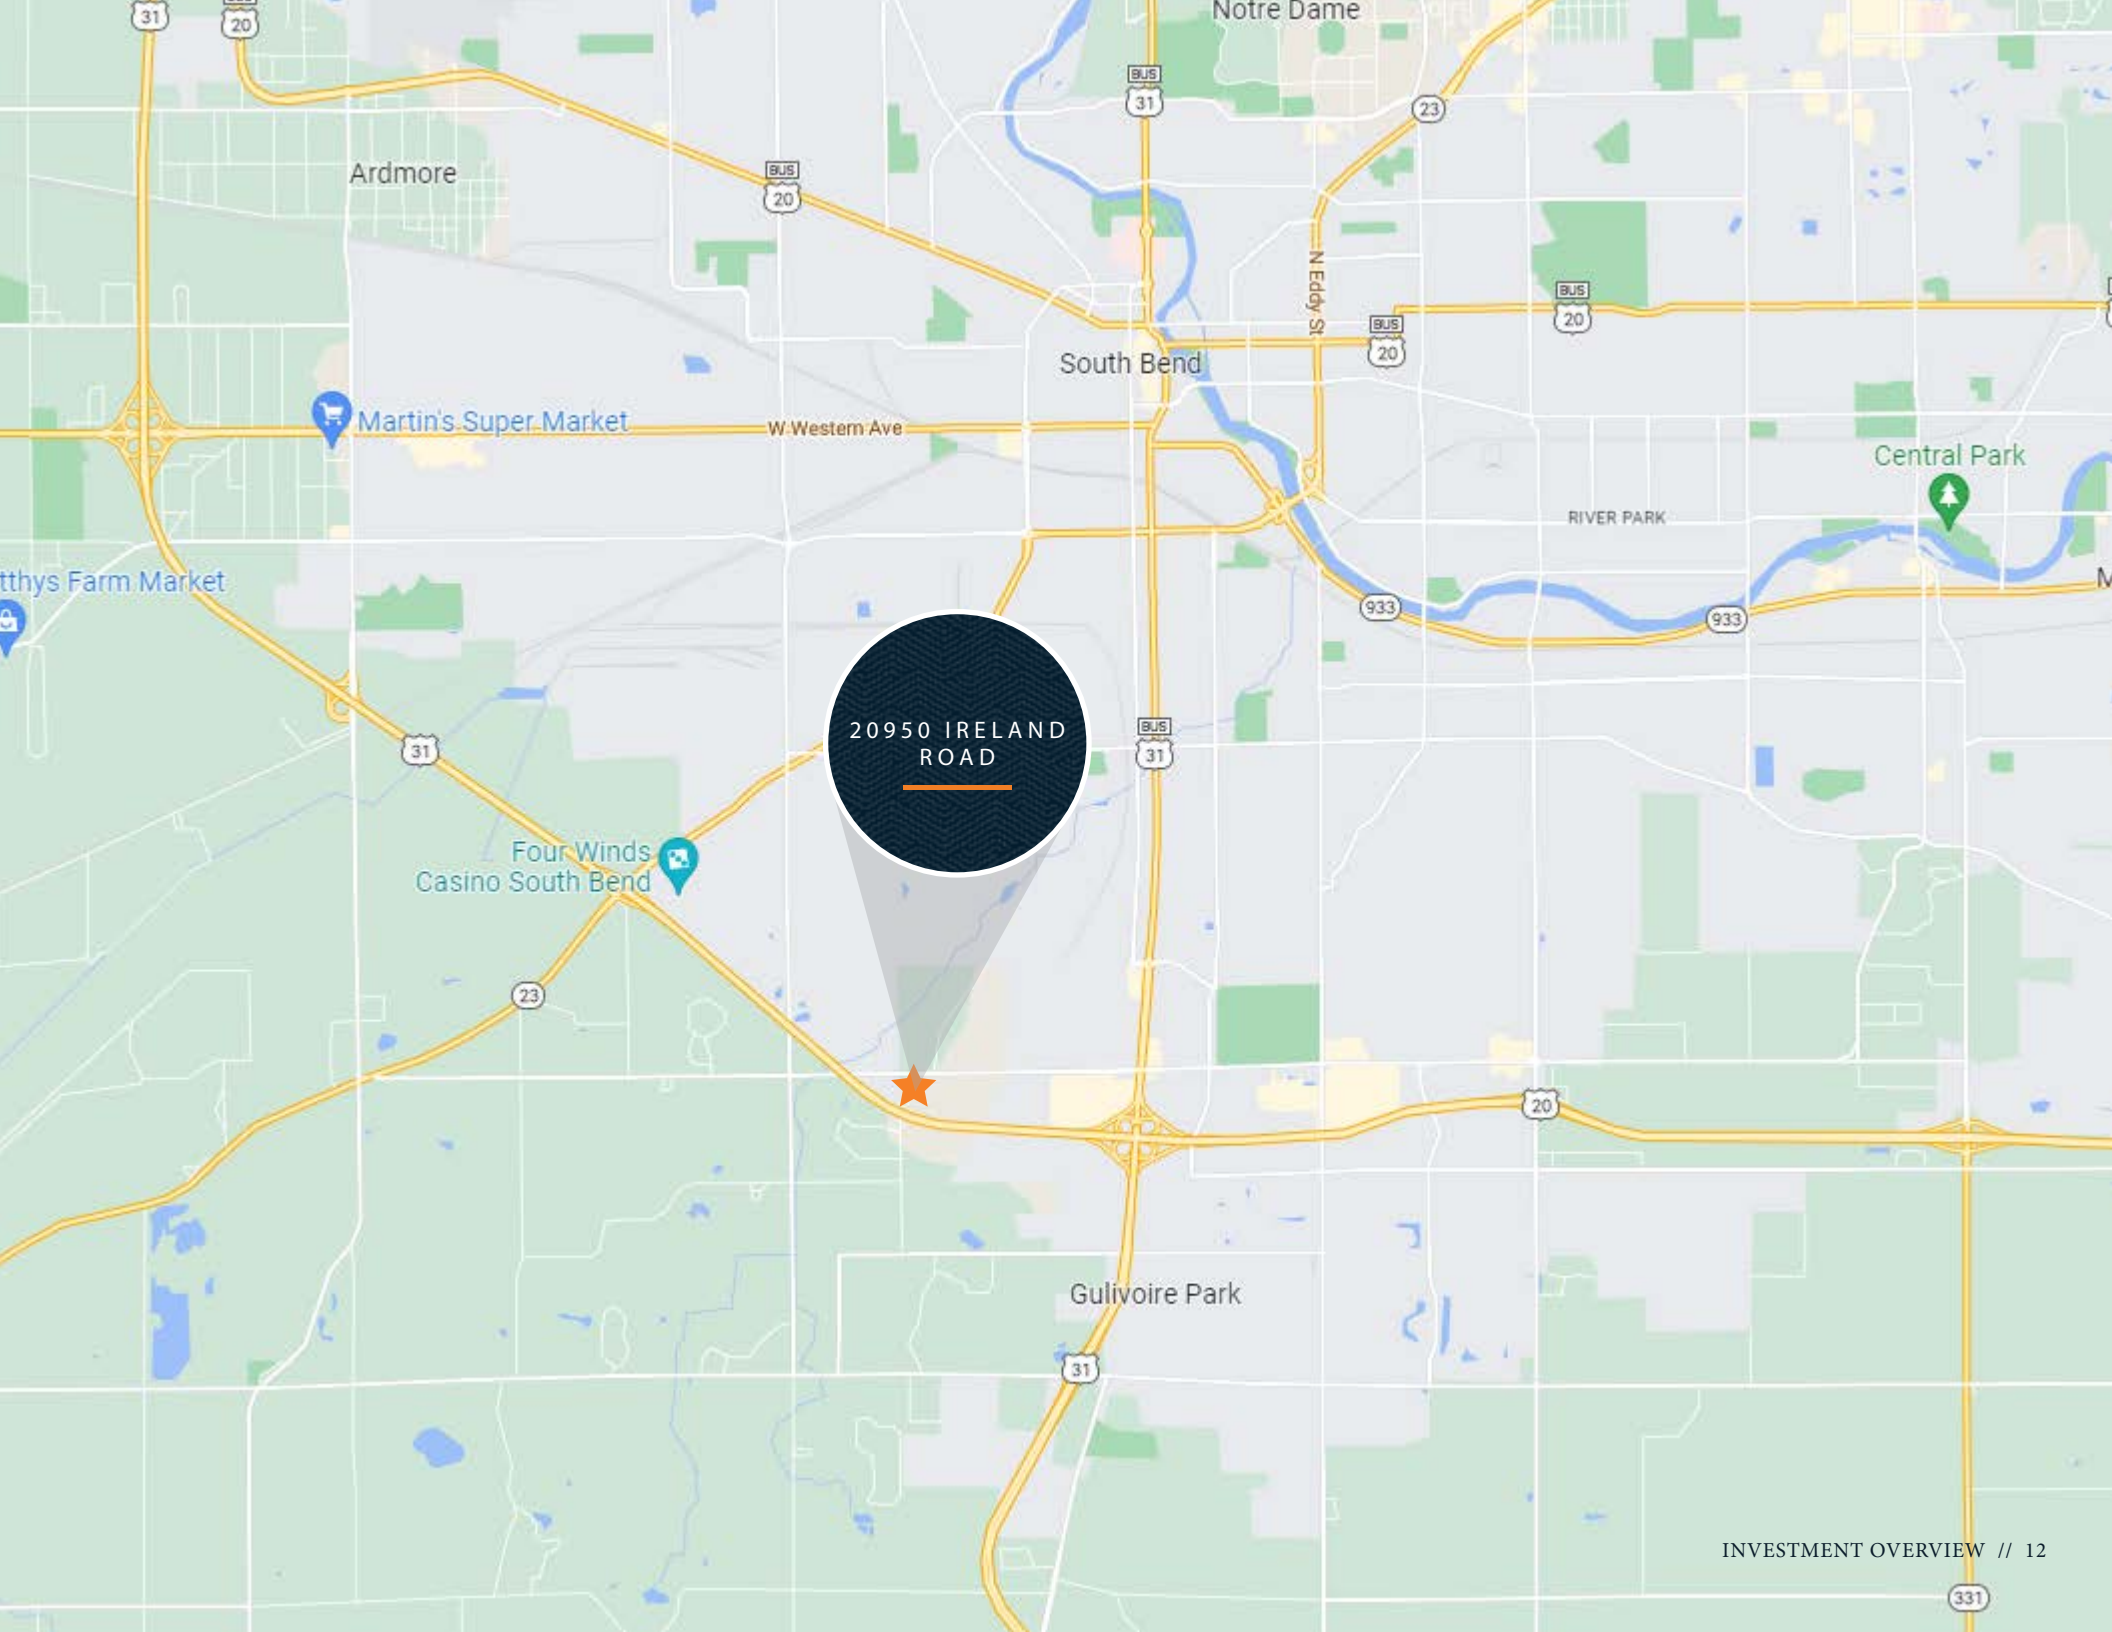 31
20
Notre Dame
BUS
31
23
Ardmore
BUS
20
N Eddy St
BUS
20
BUS
20
South Bend
Martin's Super Market
W Western Ave
Central Park
RIVER PARK
tthys Farm Market
M
933
933
20950 IRELAND
ROAD
BUS
31
31
Four Winds
Casino South Bend
23
20
Gulivoire Park
31
INVESTMENT OVERVIEW // 12
331